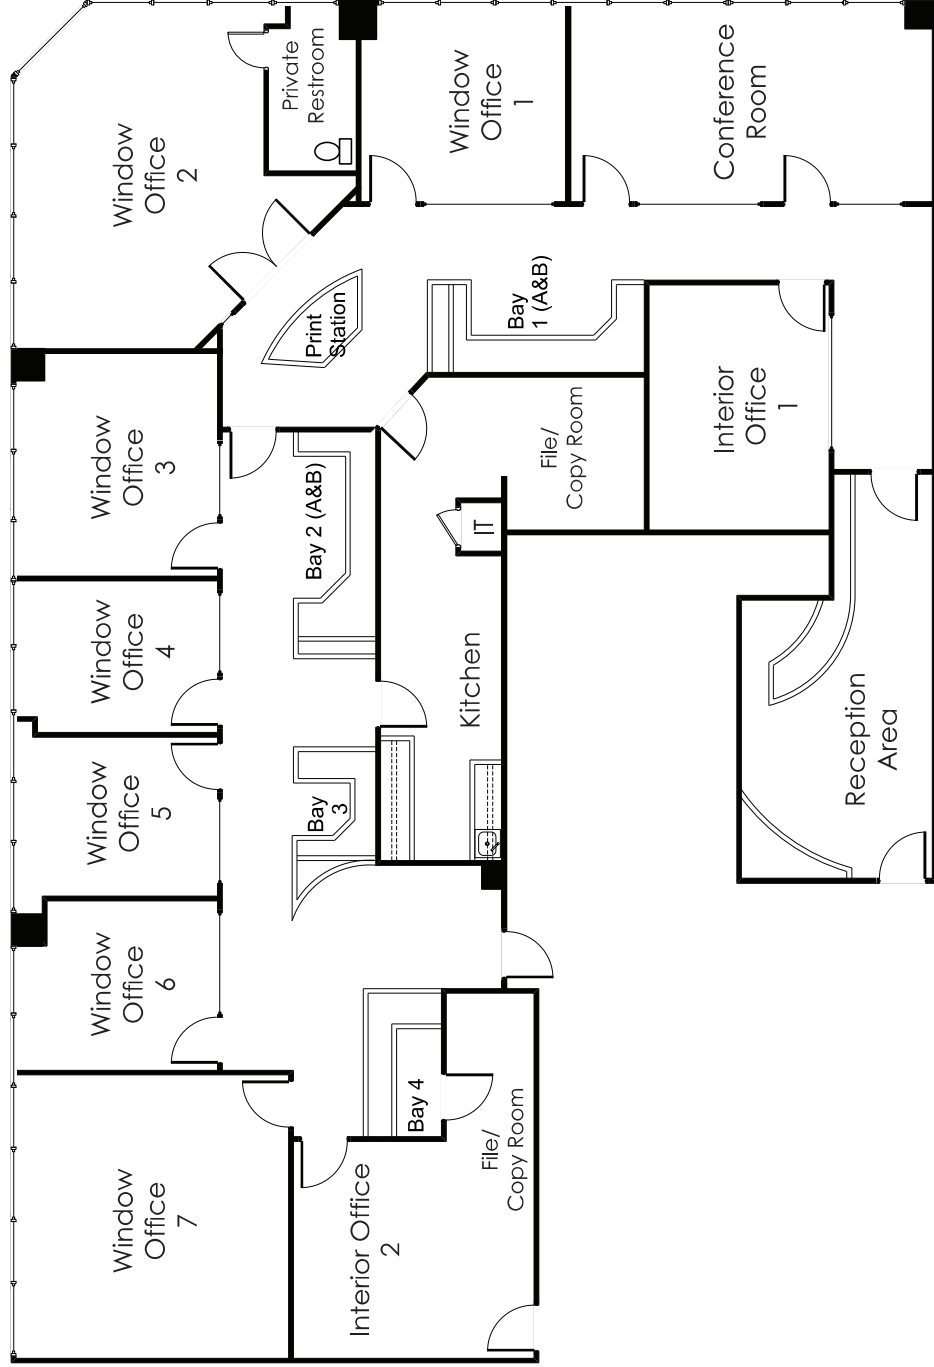 Window
Office
2
Private
Restroom
Window
Office
1
Conference
Room
Print
Station
Bay
1 (A&B)
Window
Office
3
Bay 2 (A&B)
File/
Copy Room
Interior
Office
1
IT
Window
Office
4
Kitchen
Reception
Area
Window
Office
5
Bay
3
Window
Office
6
Bay 4
Window
Office
7
Interior Office
2
File/
Copy Room